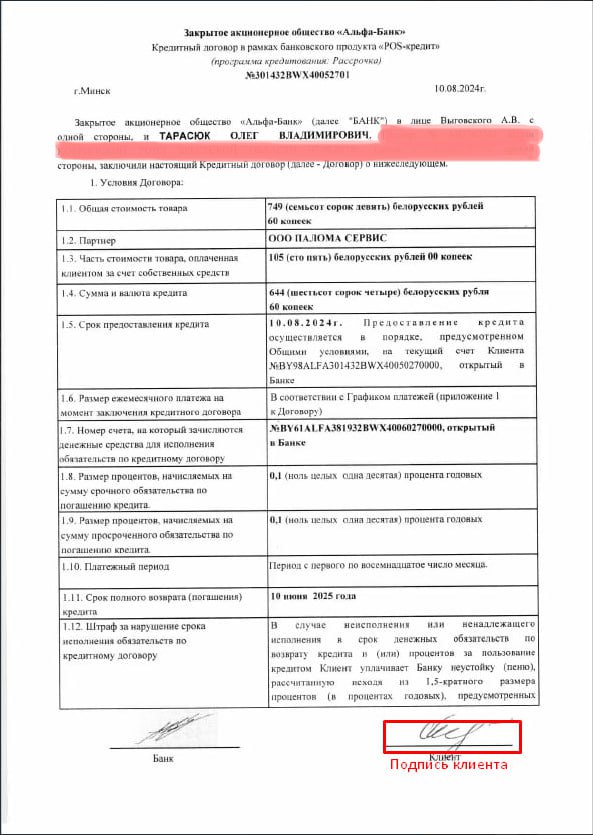 Закрытое акционерное общество «Альфа-Банк»
Кредитный договор в рамках банковского продукта «POS-кредит»
(программа кредитования: Рассрочка)
№301432BWX40052701
г.Минск 10.08.2024г.
Закрытое акционерное общество «Альфа-Банк» (далее "БАНК") в лице Выговского А.В. с
одной стороны, и ТАРАСЮК ОЛЕГ ВЛАДИМИРОВИЧ,
стороны, заключили настоящий Кредитный договор (далее - Договор) о нижеследующем.
1. Условия Договора:
1.1. Общая стоимость товара
749 (семьсот сорок девять) белорусских рублей
60 копеек
1.2. Партнер
ООО ПАЛОМА СЕРВИС
1.3. Часть стоимости товара, оплаченная
клиентом за счет собственных средств
105 (сто пять) белорусских рублей 00 копеек
1.4. Сумма и валюта кредита
644 (шестьсот сорок четыре) белорусских рубля
60 копеек
1.5. Срок предоставления кредита
10.08.2024г. Предоставление кредита
осуществляется в порядке, предусмотренном
Общими условиями, на текущий счет Клиента
№BY98ALFA301432BWX40050270000, открытый в
Банке
1.6. Размер ежемесячного платежа на
момент заключения кредитного договора
В соответствии с Графиком платежей (приложение 1
к Договору)
1.7. Номер счета, на который зачисляются
денежные средства для исполнения
обязательств по кредитному договору
№BY61ALFA381932BWX40060270000, открытый
в Банке
1.8. Размер процентов, начисляемых на
сумму срочного обязательства по
погашению кредита.
0,1 (ноль целых одна десятая) процента годовых
1.9. Размер процентов, начисляемых на
сумму просроченного обязательства по
погашению кредита.
0,1 (ноль целых одна десятая) процента годовых
1.10. Платежный период
Период с первого по восемнадцатое число месяца.
1.11. Срок полного возврата (погашения)
кредита
10 июня 2025 года
1.12. Штраф за нарушение срока
исполнения обязательств по
кредитному договору
В случае неисполнения или ненадлежащего
исполнения в срок денежных обязательств по
возврату кредита и (или) процентов за пользование
кредитом Клиент уплачивает Банку неустойку (пеню),
рассчитанную исходя из 1,5-кратного размера
процентов (в процентах годовых), предусмотренных
Банк
Клиент
Подпись клиента